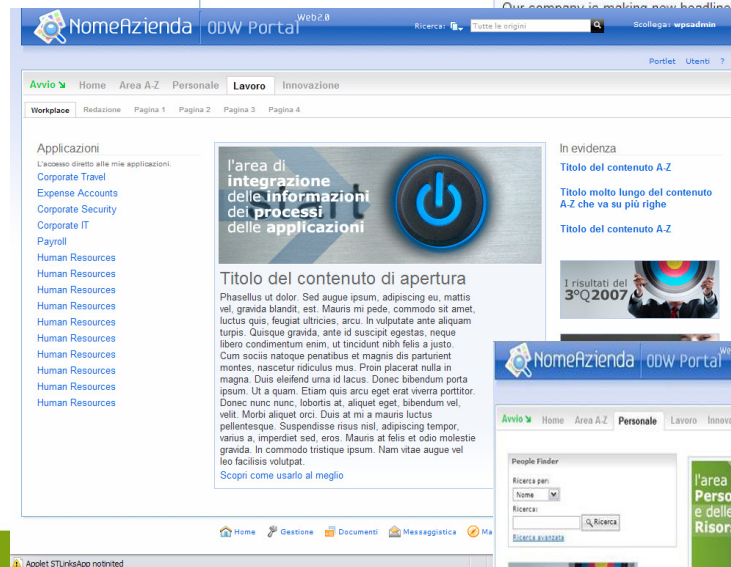 Our company is making new headline
NomeAzienda ODW Portal Web2.0
Ricerca: Tutte le origini
Scollega: wpsadmin
Portlet Utenti ?
Avvio Home Area A-Z Personale Lavoro Innovazione
Workplace Redazione Pagina 1 Pagina 2 Pagina 3 Pagina 4
Applicazioni
L'accesso diretto alle mie applicazioni.
Corporate Travel
Expense Accounts
Corporate Security
Corporate IT
Payroll
Human Resources
Human Resources
Human Resources
Human Resources
Human Resources
Human Resources
Human Resources
Human Resources
Human Resources
Human Resources
l'area di
integrazione
delle informazioni
dei processi
delle applicazioni
start
Titolo del contenuto di apertura
Phasellus ut dolor. Sed augue ipsum, adipiscing eu, mattis
vel, gravida blandit, est. Mauris mi pede, commodo sit amet,
luctus quis, feugiat ultricies, arcu. In vulputate ante aliquam
turpis. Quisque gravida, ante id suscipit egestas, neque
libero condimentum enim, ut tincidunt nibh felis a justo.
Cum sociis natoque penatibus et magnis dis parturient
montes, nascetur ridiculus mus. Proin placerat nulla in
magna. Duis eleifend urna id lacus. Donec bibendum porta
ipsum. Ut a quam. Etiam quis arcu eget erat viverra porttitor.
Donec nunc nunc, lobortis at, aliquet eget, bibendum vel,
velit. Morbi aliquet orci. Duis at mi a mauris luctus
pellentesque. Suspendisse risus nisl, adipiscing tempor,
varius a, imperdiet sed, eros. Mauris at felis et odio molestie
gravida. In commodo tristique ipsum. Nam vitae augue vel
leo facilisis volutpat.
Scopri come usarlo al meglio
In evidenza
Titolo del contenuto A-Z
Titolo molto lungo del contenuto
A-Z che va su più righe
Titolo del contenuto A-Z
I risultati del
3°Q2007
Home Gestione Documenti Messaggistica Ma
Applet STLinksApp notinited
NomeAzienda ODW Portal We
Avvio Home Area A-Z Personale Lavoro Innova
People Finder
Ricerca per:
Nome
Ricerca:
Ricerca
Ricerca avanzata
l'area
Perso
e delle
Risor